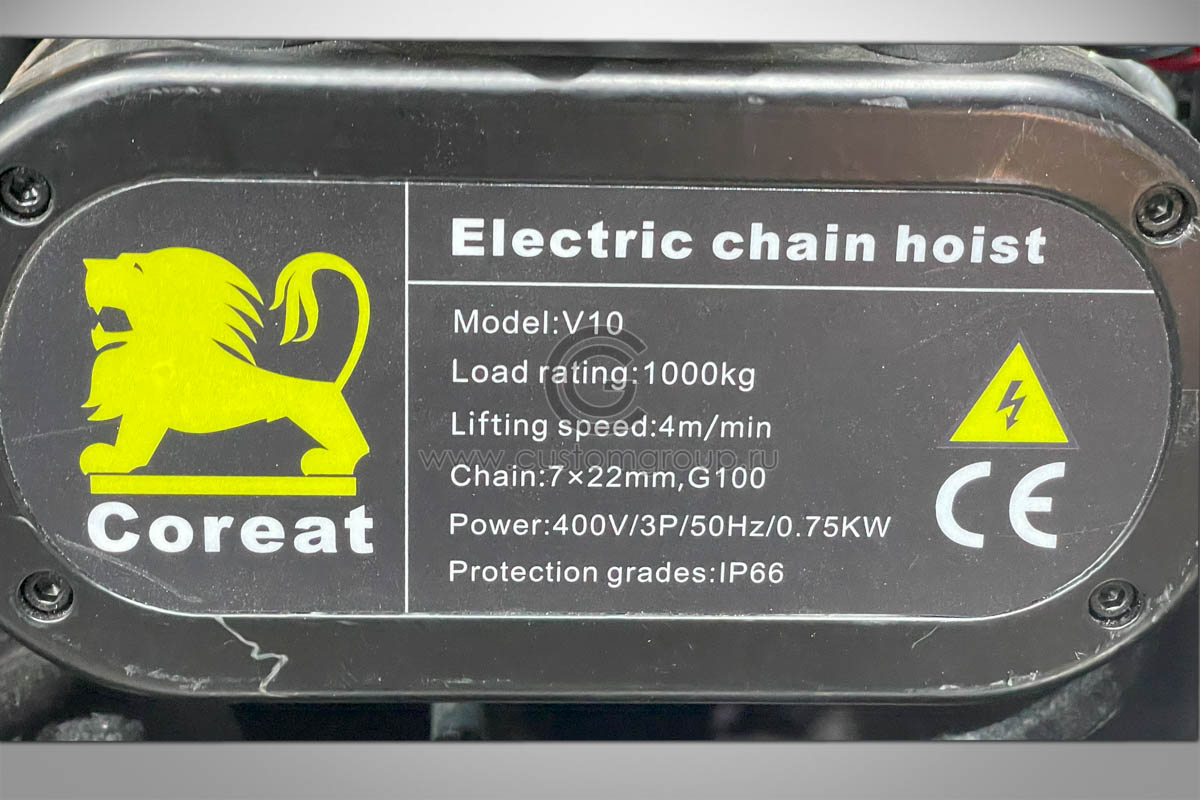 Electric chain hoist
Model:V10
Load rating:1000kg
Lifting speed:4m/min
Chain:7×22mm,G100
Power:400V/3P/50Hz/0.75KW
Protection grades:IP66
Coreat
CE
www.customgroup.ru